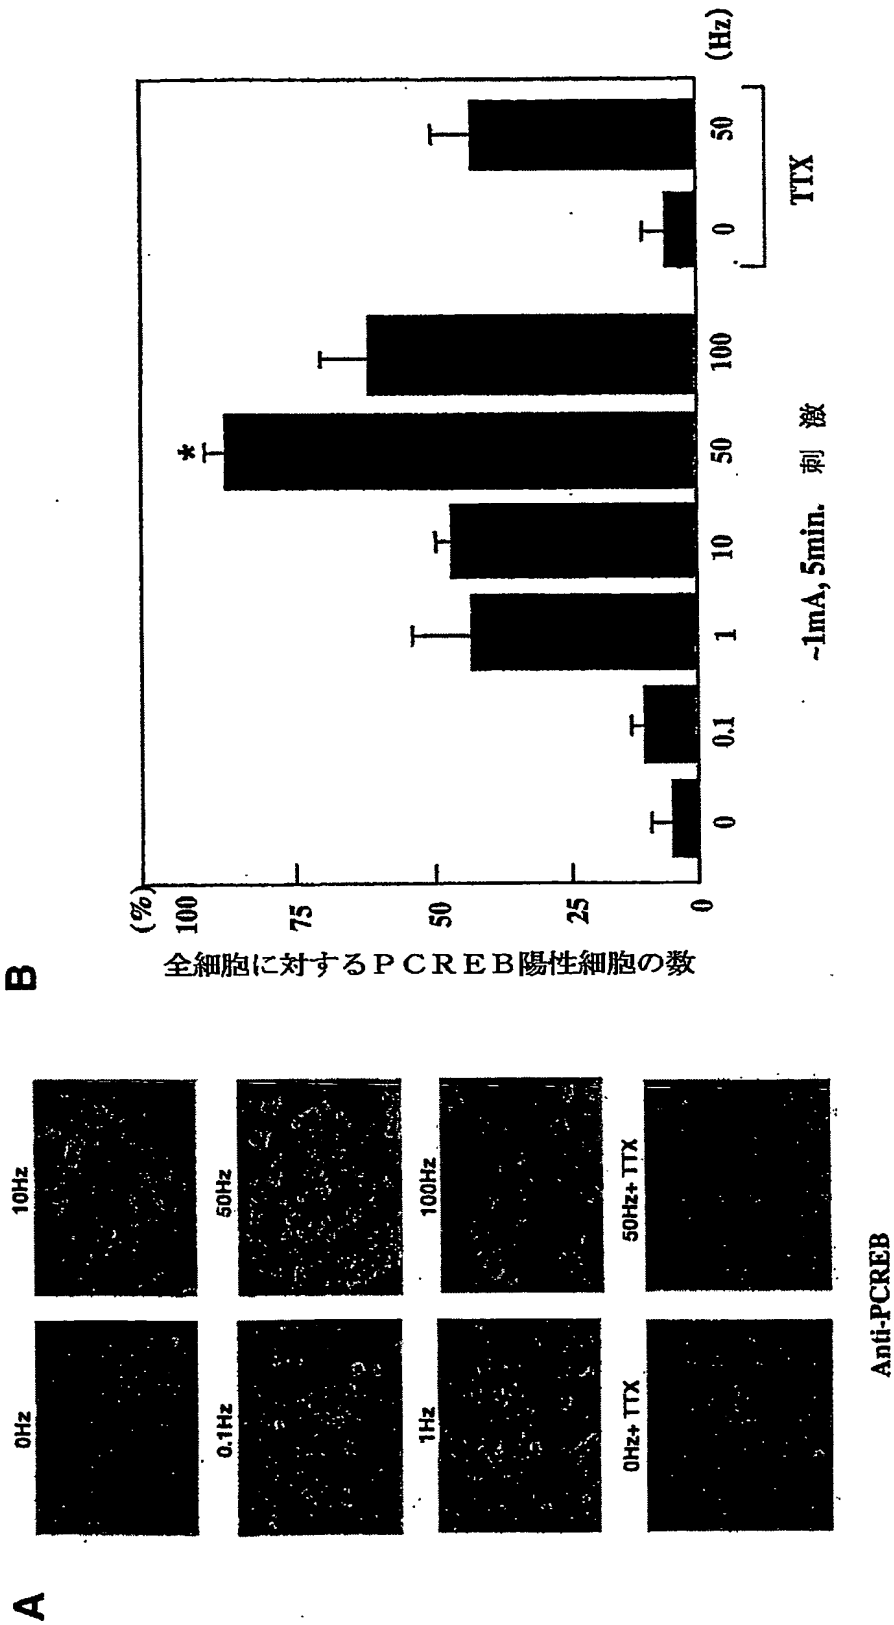 A
0Hz
10Hz
0.1Hz
50Hz
1Hz
100Hz
0Hz+ TTX
50Hz+ TTX
Anti-PCREB
B
(%)
100
75
50
25
0
全細胞に対するPCREB陽性細胞の数
*
0 0.1 1 10 50 100 0 50 (Hz)
~1mA, 5min. 刺激
TTX